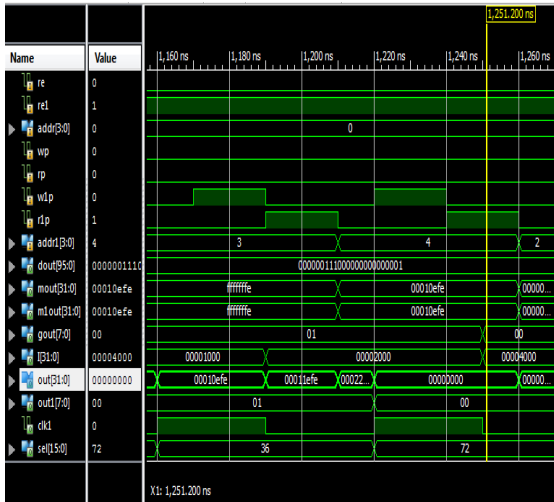 1,251.200 ns
Name Value 1,160 ns 1,180 ns 1,200 ns 1,220 ns 1,240 ns 1,260 ns
re 0
re1 1
addr[3:0] 0 0
wp 0
rp 0
w1p 0
r1p 1
addr1[3:0] 4 3 4 2
dout[95:0] 0000001110 000000111000000000000001
mout[31:0] 00010efe fffffffe 00010efe 00000...
m1out[31:0] 00010efe fffffffe 00010efe 00000...
gout[7:0] 00 01 00
[31:0] 00004000 00001000 00002000 00004000
out[31:0] 00000000 00010efe 00011efe 00022... 00000000 00000...
out1[7:0] 00 01 00
clk1 0
sel[15:0] 72 36 72
X1: 1,251.200 ns